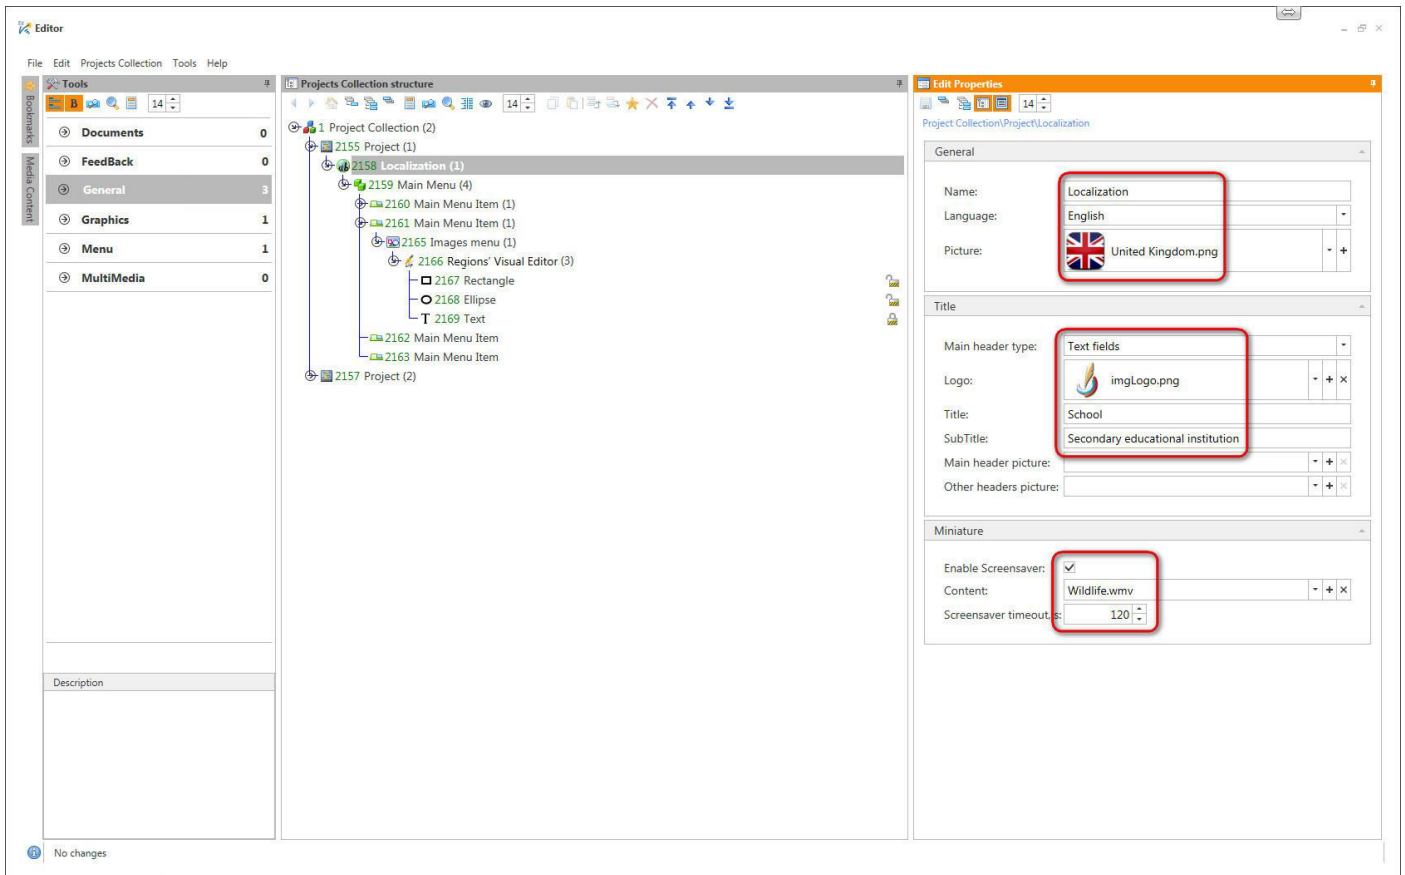 Editor
File Edit Projects Collection Tools Help
Bookmarks
Media Content
Tools
B 14
Documents 0
FeedBack 0
General 3
Graphics 1
Menu 1
MultiMedia 0
Description
Projects Collection structure
14
1 Project Collection (2)
2155 Project (1)
2158 Localization (1)
2159 Main Menu (4)
2160 Main Menu Item (1)
2161 Main Menu Item (1)
2165 Images menu (1)
2166 Regions' Visual Editor (3)
2167 Rectangle
2168 Ellipse
T 2169 Text
2162 Main Menu Item
2163 Main Menu Item
2157 Project (2)
Edit Properties
14
Project Collection\Project\Localization
General
Name: Localization
Language: English
Picture: United Kingdom.png
Title
Main header type: Text fields
Logo: imgLogo.png
Title: School
SubTitle: Secondary educational institution
Main header picture:
Other headers picture:
Miniature
Enable Screensaver:
Content: Wildlife.wmv
Screensaver timeout, s: 120
No changes